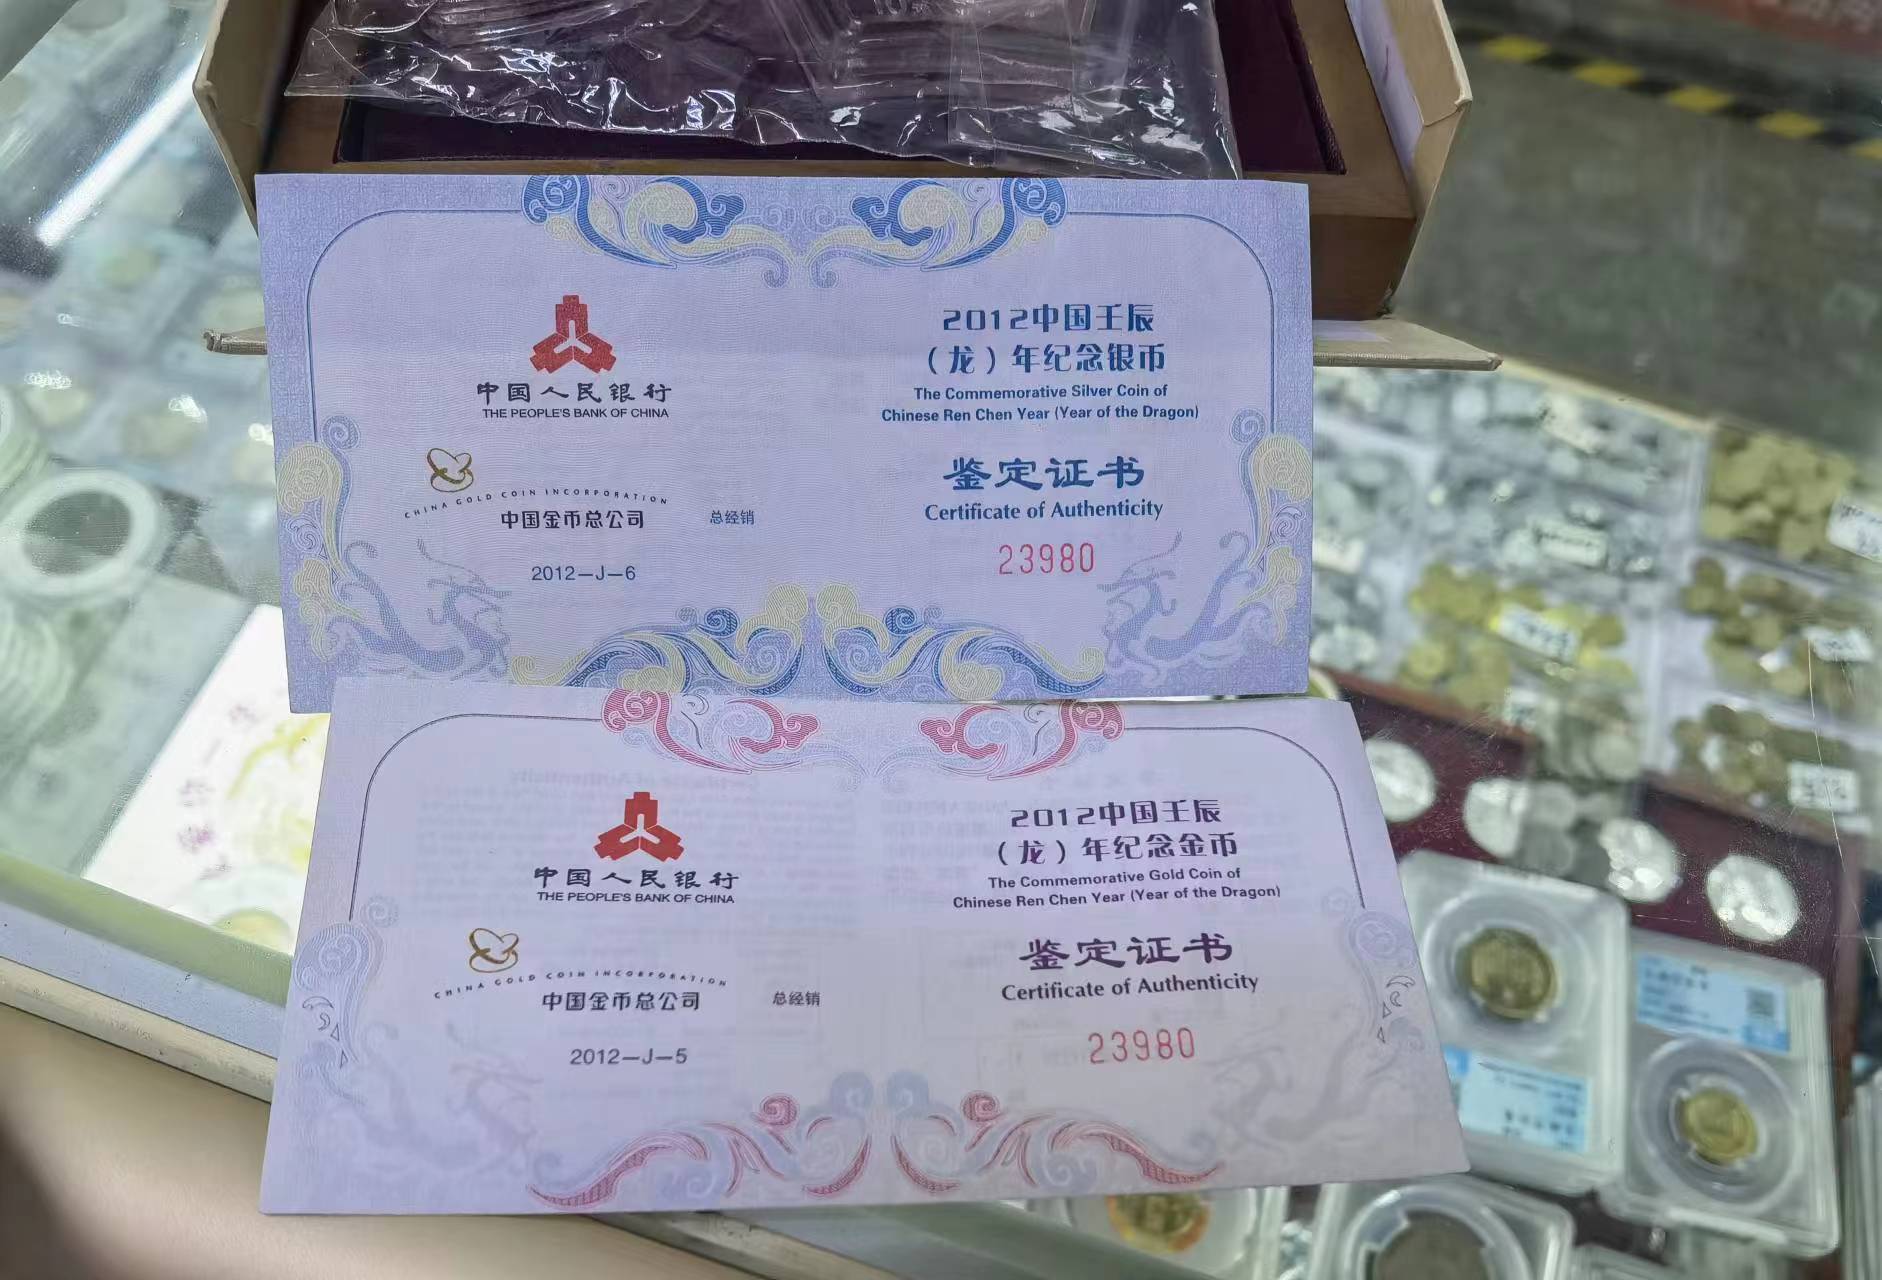 中国人民银行
THE PEOPLE'S BANK OF CHINA
CHINA GOLD COIN INCORPORATION
中国金币总公司 总经销
2012-J-6
2012中国壬辰
（龙）年纪念银币
The Commemorative Silver Coin of
Chinese Ren Chen Year (Year of the Dragon)
鉴定证书
Certificate of Authenticity
23980
中国人民银行
THE PEOPLE'S BANK OF CHINA
CHINA GOLD COIN INCORPORATION
中国金币总公司 总经销
2012-J-5
2012中国壬辰
（龙）年纪念金币
The Commemorative Gold Coin of
Chinese Ren Chen Year (Year of the Dragon)
鉴定证书
Certificate of Authenticity
23980